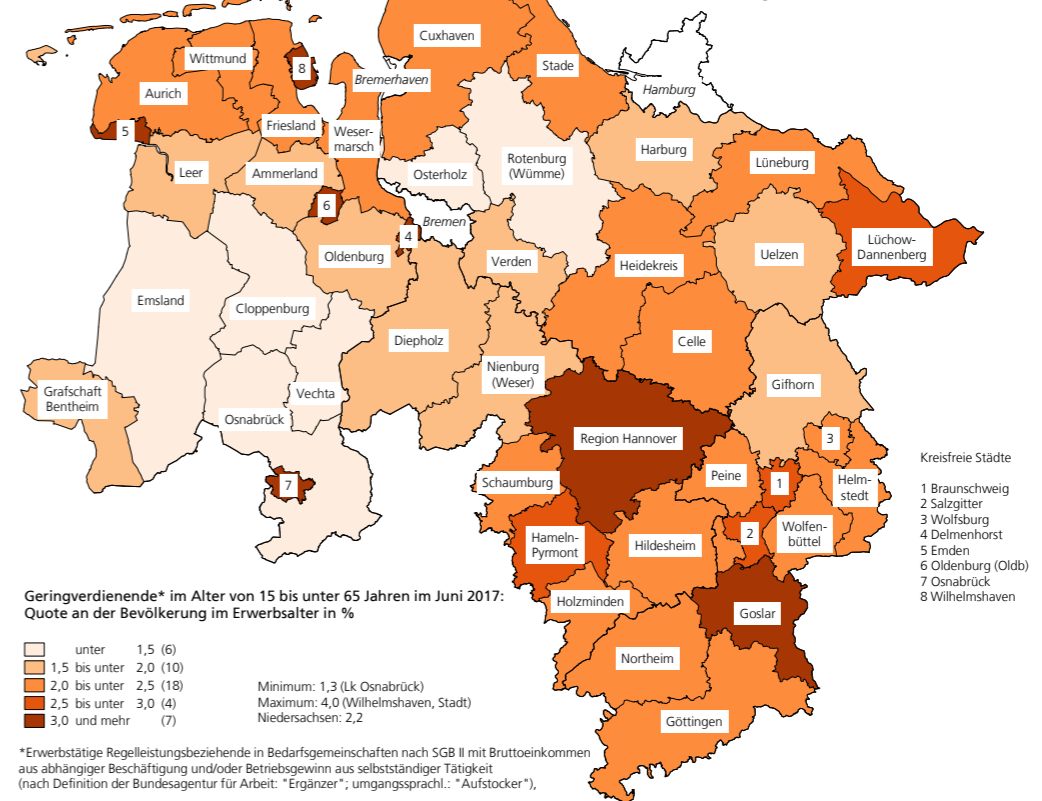 Cuxhaven
Wittmund
Stade
8
Bremerhaven
Aurich
Hamburg
Friesland
5
Weser-
marsch
Harburg
Rotenburg
(Wümme)
Lüneburg
Leer
Ammerland
Osterholz
6
Bremen
4
Lüchow-
Dannenberg
Oldenburg
Verden
Heidekreis
Uelzen
Emsland
Cloppenburg
Diepholz
Celle
Nienburg
(Weser)
Gifhorn
Grafschaft
Bentheim
Vechta
Osnabrück
Region Hannover
3
Peine
Schaumburg
7
1
Helm-
stedt
2
Wolfen-
büttel
Hameln-
Pyrmont
Hildesheim
Holzminden
Goslar
Northeim
Göttingen
Kreisfreie Städte
1 Braunschweig
2 Salzgitter
3 Wolfsburg
4 Delmenhorst
5 Emden
6 Oldenburg (Oldb)
7 Osnabrück
8 Wilhelmshaven
Geringverdienende* im Alter von 15 bis unter 65 Jahren im Juni 2017:
Quote an der Bevölkerung im Erwerbsalter in %
unter 1,5 (6)
1,5 bis unter 2,0 (10)
2,0 bis unter 2,5 (18)
2,5 bis unter 3,0 (4)
3,0 und mehr (7)
Minimum: 1,3 (Lk Osnabrück)
Maximum: 4,0 (Wilhelmshaven, Stadt)
Niedersachsen: 2,2
*Erwerbstätige Regelleistungsbeziehende in Bedarfsgemeinschaften nach SGB II mit Bruttoeinkommen
aus abhängiger Beschäftigung und/oder Betriebsgewinn aus selbstständiger Tätigkeit
(nach Definition der Bundesagentur für Arbeit: "Ergänzer"; umgangssprachl.: "Aufstocker"),